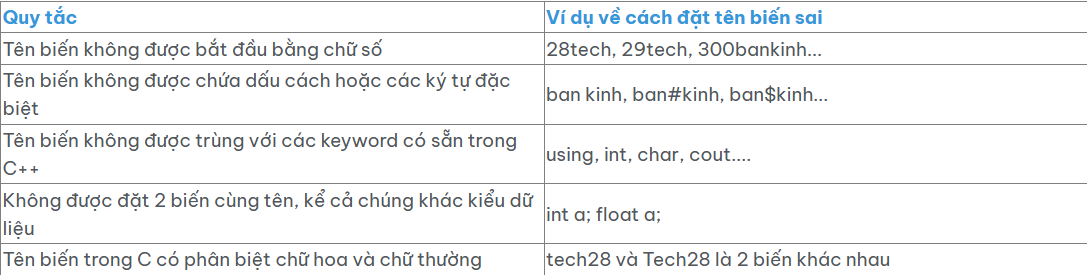 Quy tắc
Ví dụ về cách đặt tên biến sai
Tên biến không được bắt đầu bằng chữ số
28tech, 29tech, 300bankinh...
Tên biến không được chứa dấu cách hoặc các ký tự đặc
biệt
ban kinh, ban#kinh, ban$kinh...
Tên biến không được trùng với các keyword có sẵn trong
C++
using, int, char, cout....
Không được đặt 2 biến cùng tên, kể cả chúng khác kiểu dữ
liệu
int a; float a;
Tên biến trong C có phân biệt chữ hoa và chữ thường
tech28 và Tech28 là 2 biến khác nhau